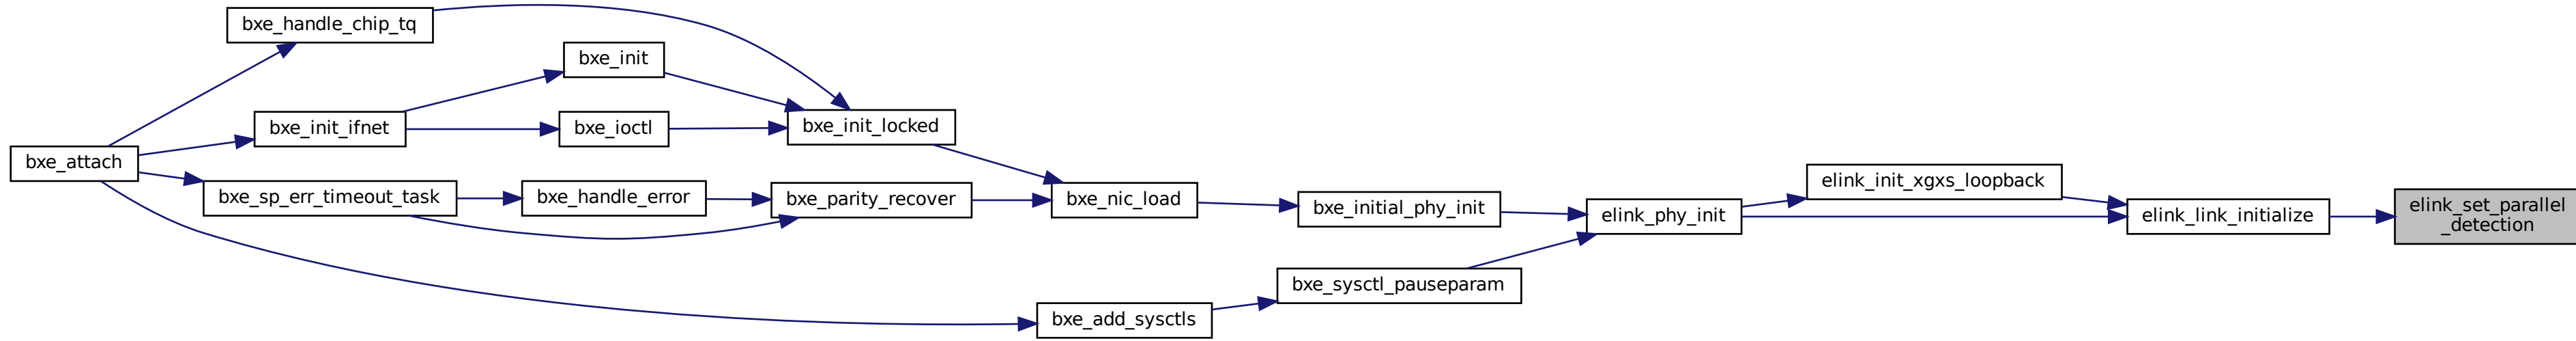 bxe_handle_chip_tq
bxe_init
bxe_init_ifnet
bxe_ioctl
bxe_init_locked
bxe_attach
bxe_sp_err_timeout_task
bxe_handle_error
bxe_parity_recover
bxe_nic_load
bxe_initial_phy_init
elink_phy_init
elink_init_xgxs_loopback
elink_link_initialize
elink_set_parallel
_detection
bxe_sysctl_pauseparam
bxe_add_sysctls